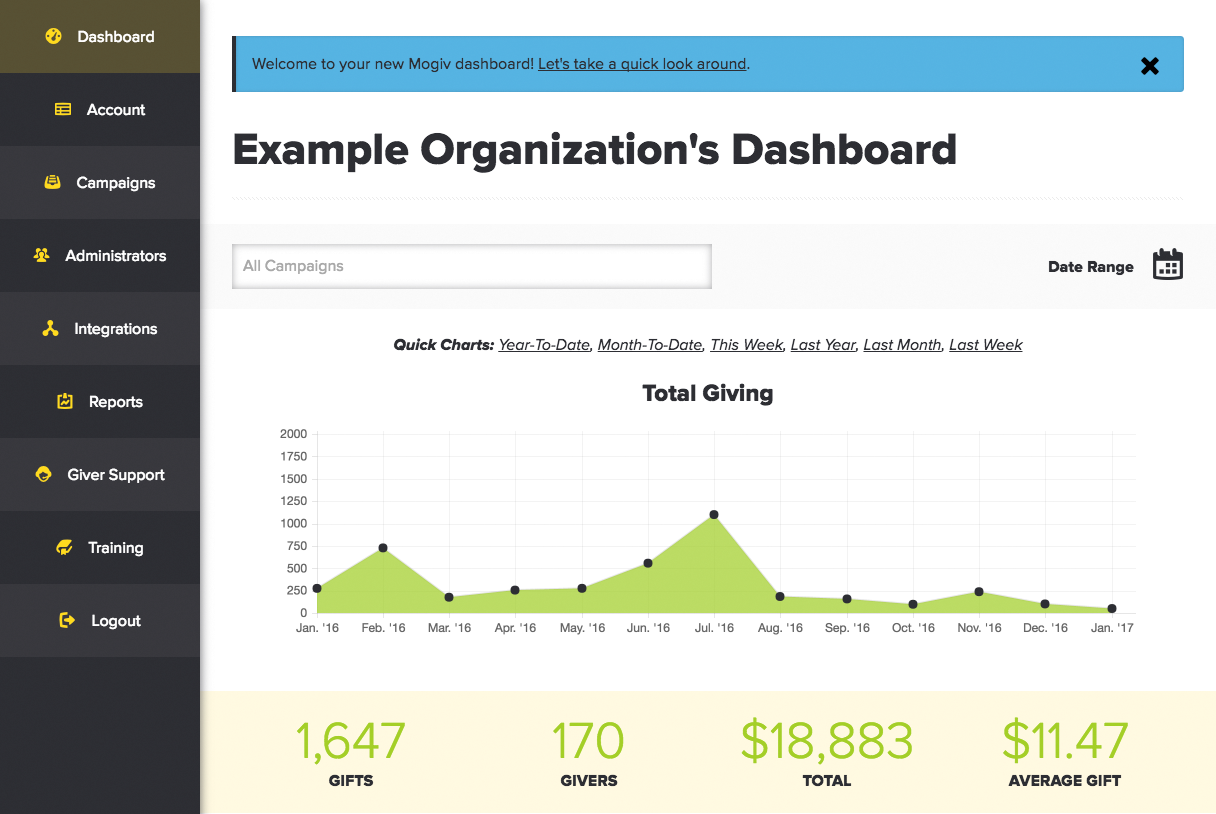 Dashboard
Account
Campaigns
Administrators
Integrations
Reports
Giver Support
Training
Logout
Welcome to your new Mogiv dashboard! Let's take a quick look around.
Example Organization's Dashboard
All Campaigns
Date Range
Quick Charts: Year-To-Date, Month-To-Date, This Week, Last Year, Last Month, Last Week
Total Giving
2000
1750
1500
1250
1000
750
500
250
0
Jan. '16 Feb. '16 Mar. '16 Apr. '16 May. '16 Jun. '16 Jul. '16 Aug. '16 Sep. '16 Oct. '16 Nov. '16 Dec. '16 Jan. '17
1,647 170 $18,883 $11.47
GIFTS GIVERS TOTAL AVERAGE GIFT